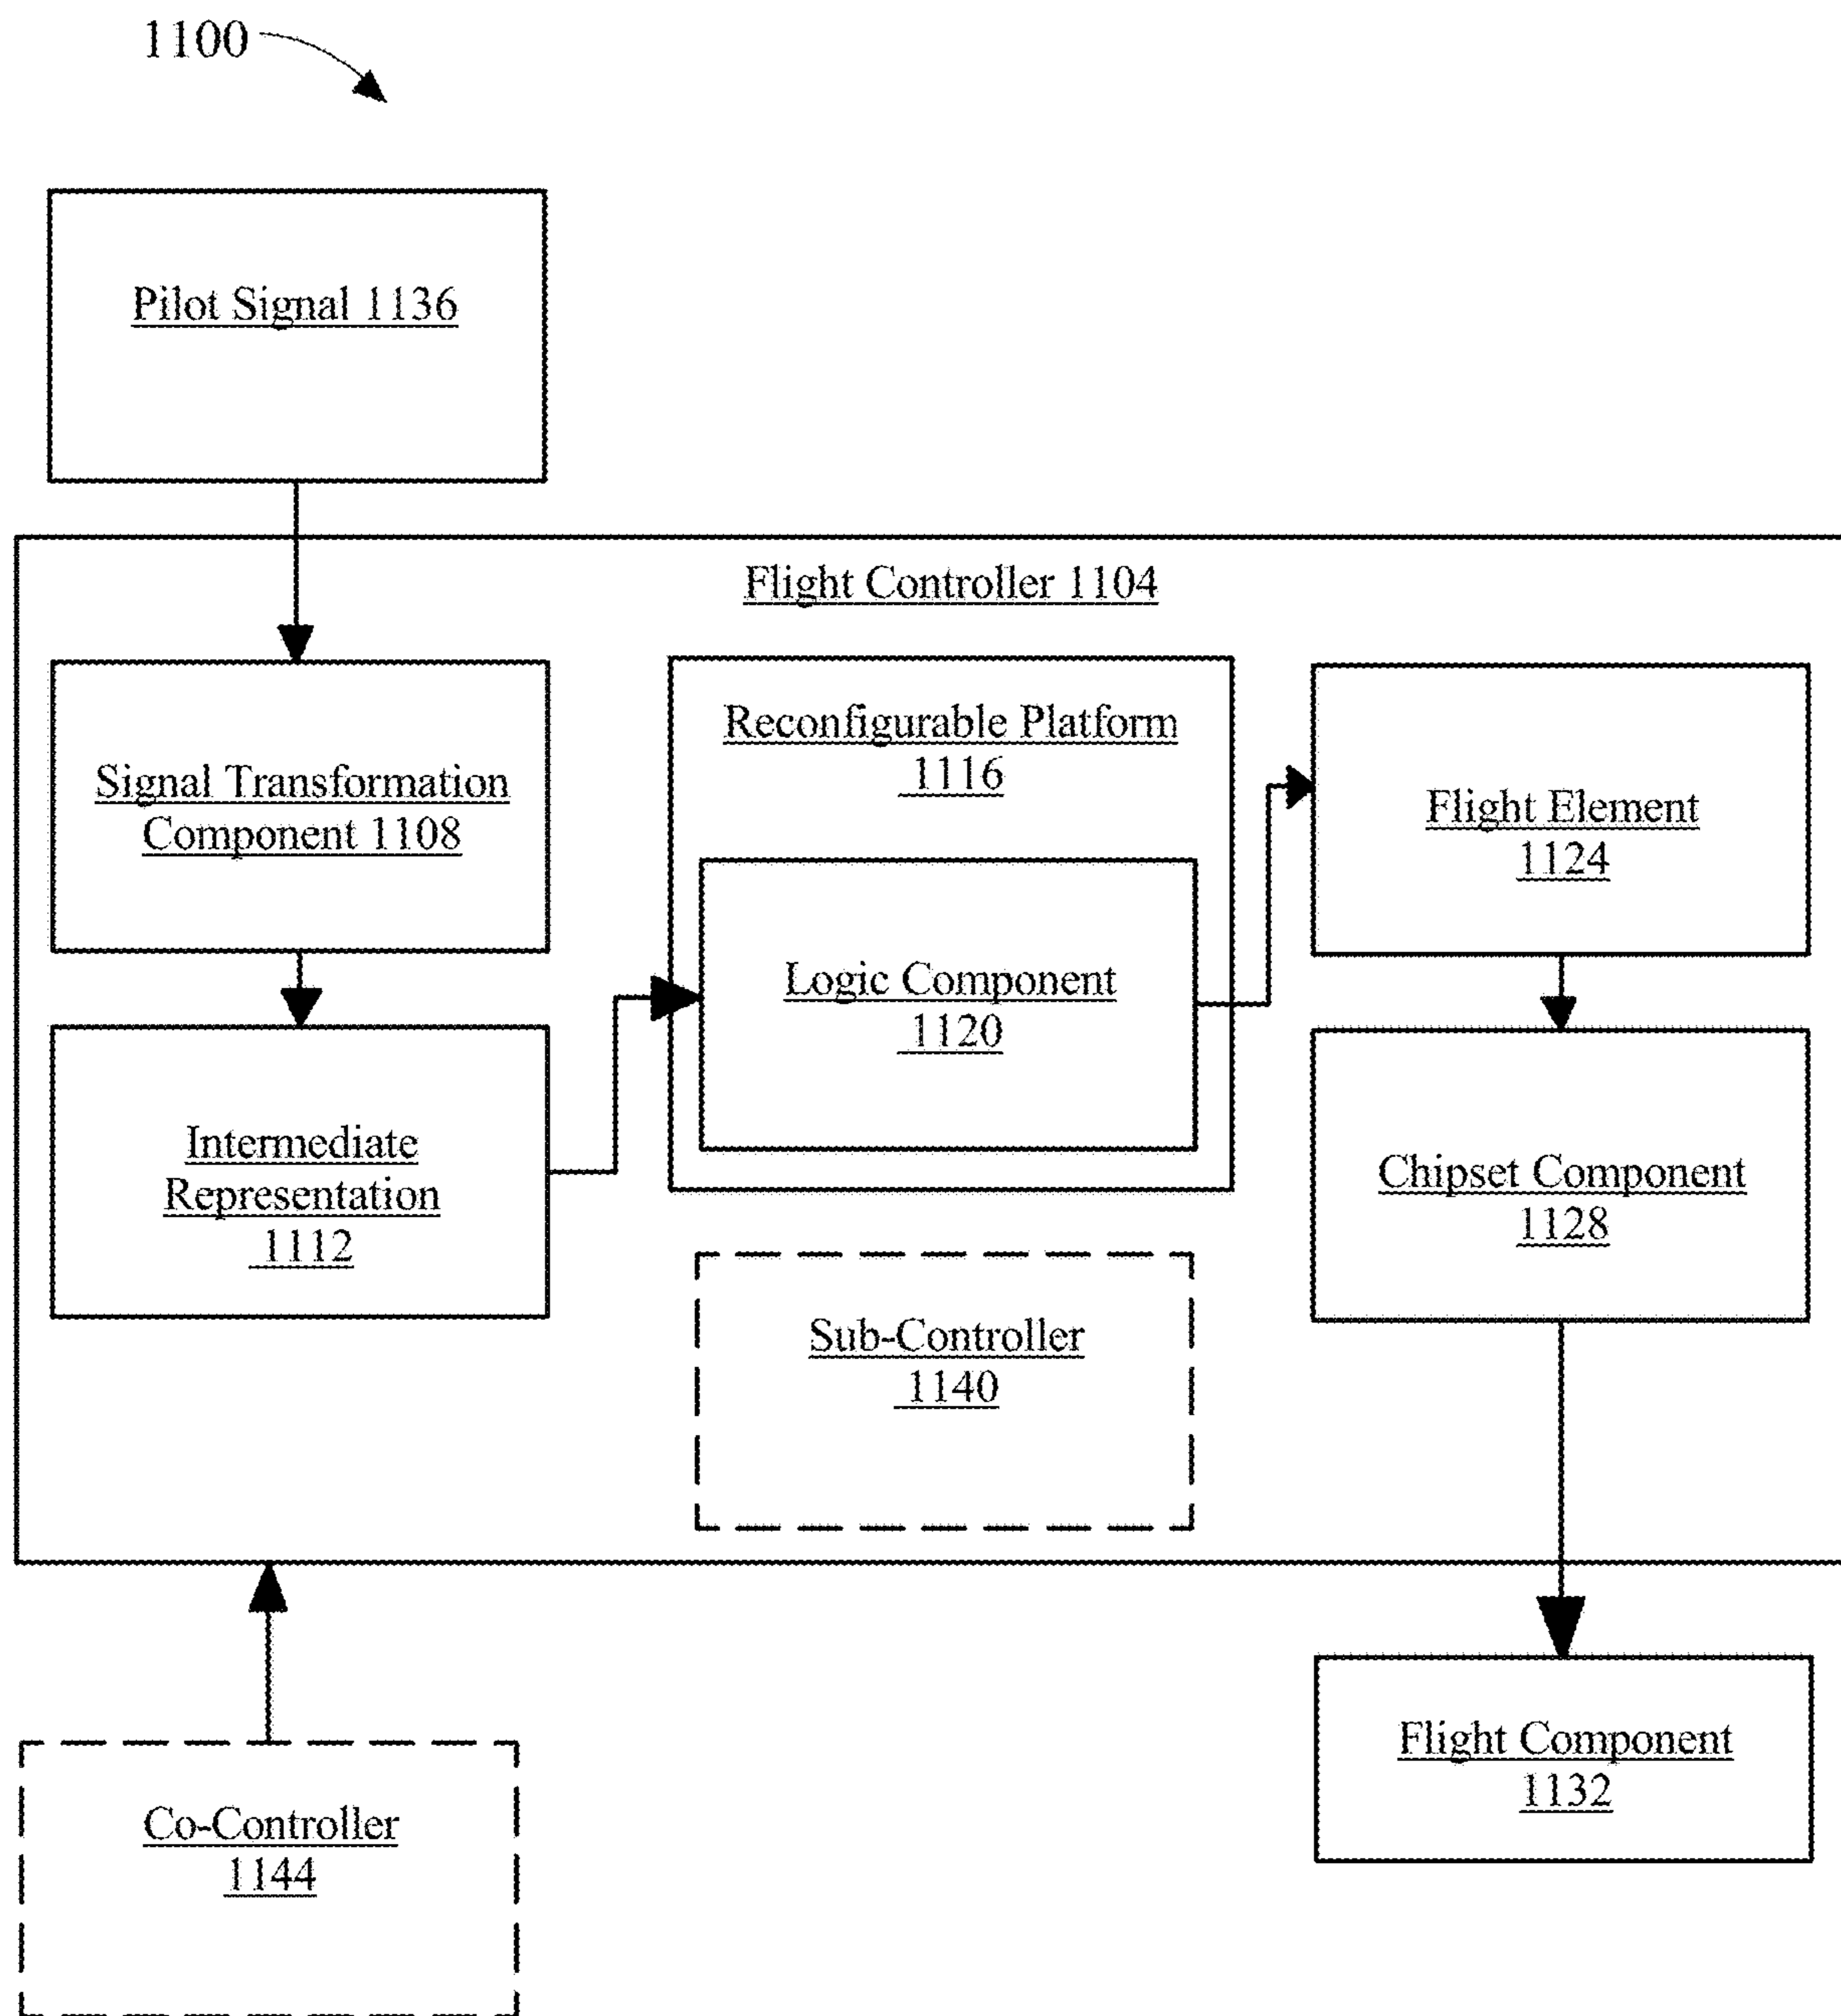 1100
Pilot Signal 1136
Flight Controller 1104
Signal Transformation
Component 1108
Intermediate
Representation
1112
Reconfigurable Platform
1116
Logic Component
1120
Sub-Controller
1140
Flight Element
1124
Chipset Component
1128
Co-Controller
1144
Flight Component
1132